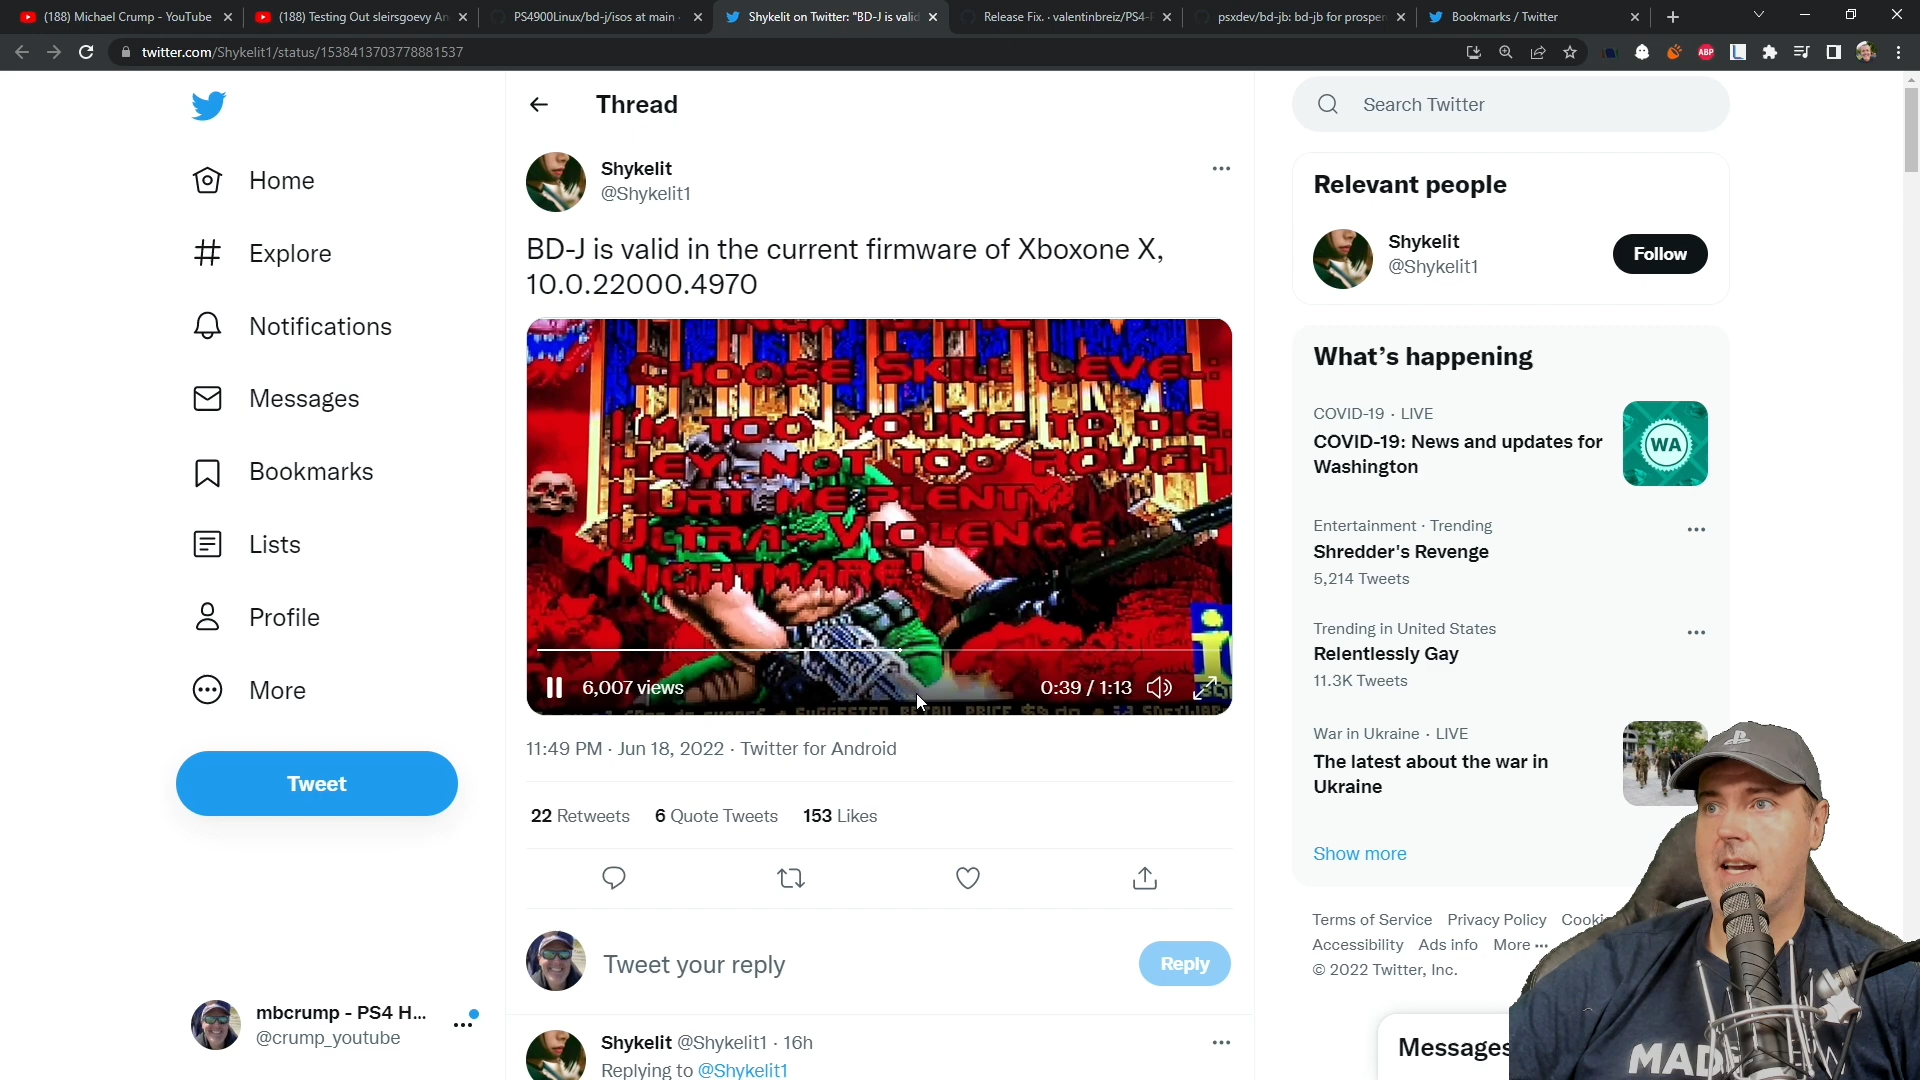 (188) Michael Crump - YouTube
(188) Testing Out sleirsgoevy An
PS4900Linux/bd-j/isos at main ·
Shykelit on Twitter: "BD-J is valid
Release Fix. · valentinbreiz/PS4-P
psxdev/bd-jb: bd-jb for prosper
Bookmarks / Twitter
twitter.com/Shykelit1/status/1538413703778881537
ABP
Home
Explore
Notifications
Messages
Bookmarks
Lists
Profile
More
Tweet
mbcrump - PS4 H...
@crump_youtube
Thread
Shykelit
@Shykelit1
BD-J is valid in the current firmware of Xboxone X,
10.0.22000.4970
Choose Skill Level:
I'm too young to die.
Hey, not too rough.
Hurt me plenty.
Ultra-Violence.
Nightmare!
6,007 views
0:39 / 1:13
SUGGESTED RETAIL PRICE
11:49 PM · Jun 18, 2022 · Twitter for Android
22 Retweets 6 Quote Tweets 153 Likes
Tweet your reply
Reply
Shykelit @Shykelit1 · 16h
Replying to @Shykelit1
Search Twitter
Relevant people
Shykelit
@Shykelit1
Follow
What's happening
COVID-19 · LIVE
COVID-19: News and updates for
Washington
WA
Entertainment · Trending
Shredder's Revenge
5,214 Tweets
Trending in United States
Relentlessly Gay
11.3K Tweets
War in Ukraine · LIVE
The latest about the war in
Ukraine
Show more
Terms of Service Privacy Policy Cookie
Accessibility Ads info More ···
© 2022 Twitter, Inc.
Messages
MAD